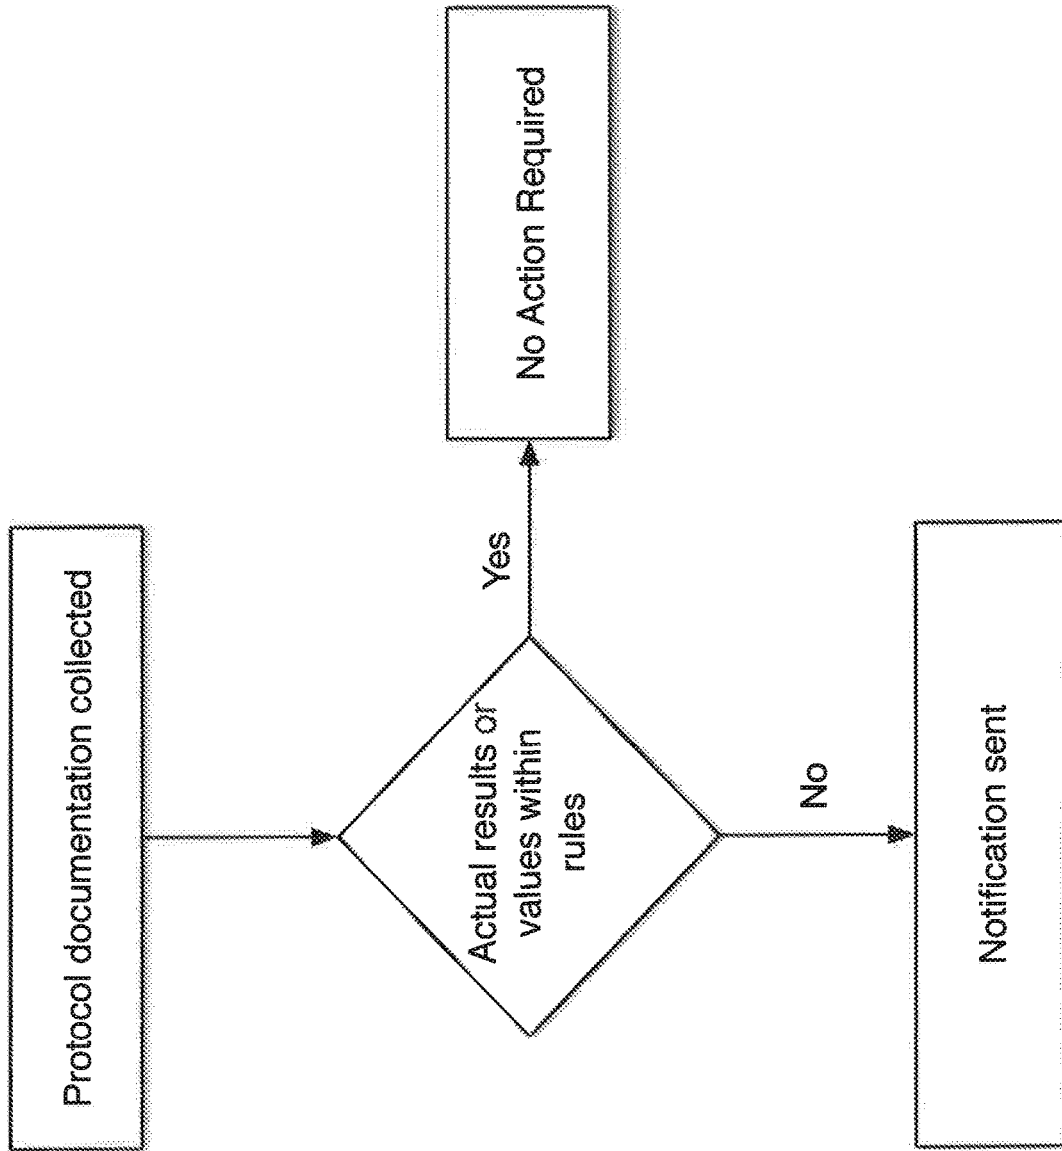 Protocol documentation collected
Actual results or
values within
rules
Yes
No Action Required
No
Notification sent